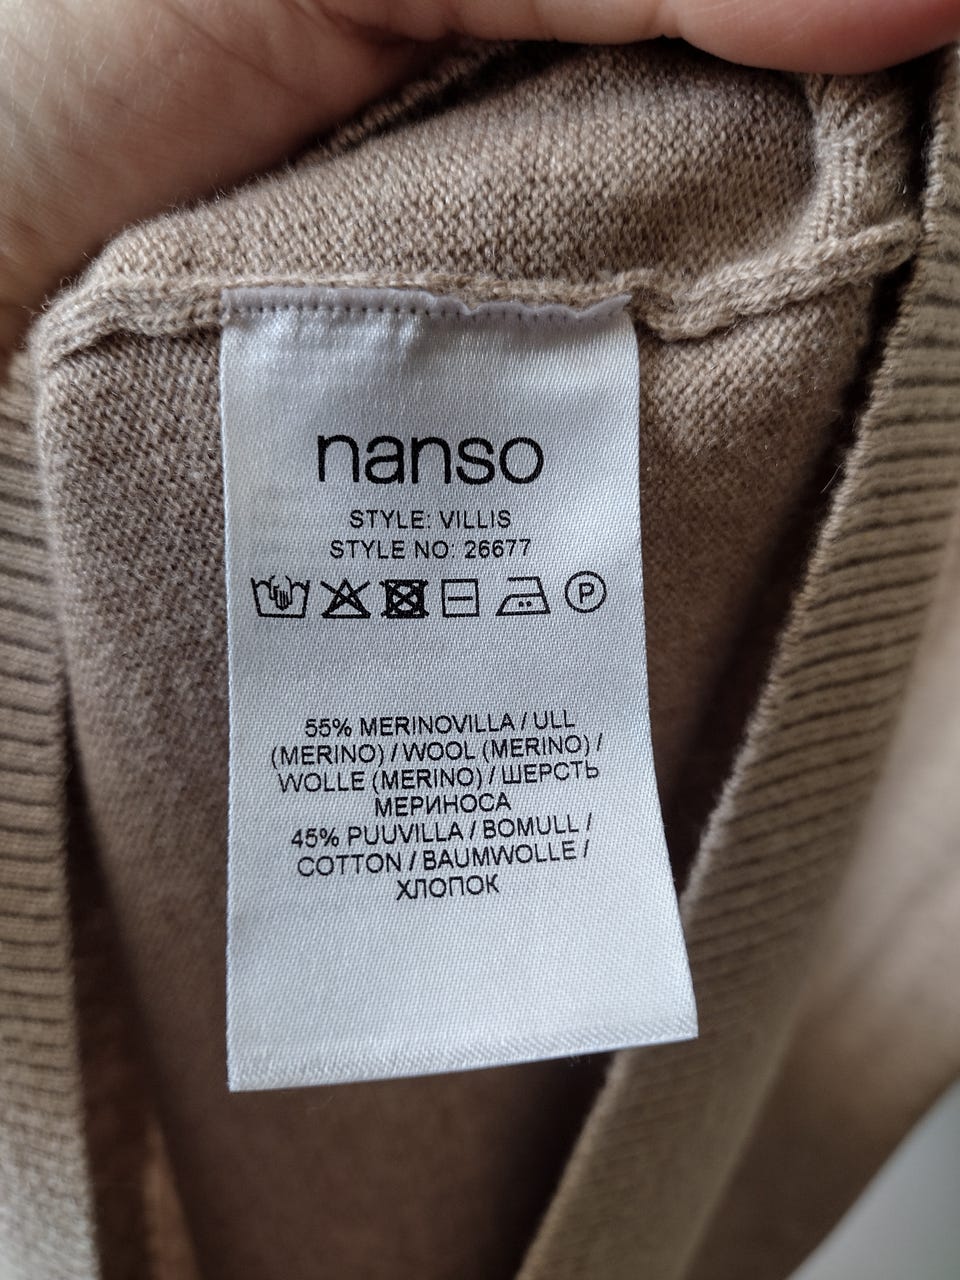 nanso
STYLE: VILLIS
STYLE NO: 26677
P
55% MERINOVILLA / ULL
(MERINO) / WOOL (MERINO) /
WOLLE (MERINO) / ШЕРСТЬ
МЕРИНОСА
45% PUUVILLA / BOMULL /
COTTON / BAUMWOLLE /
ХЛОПОК